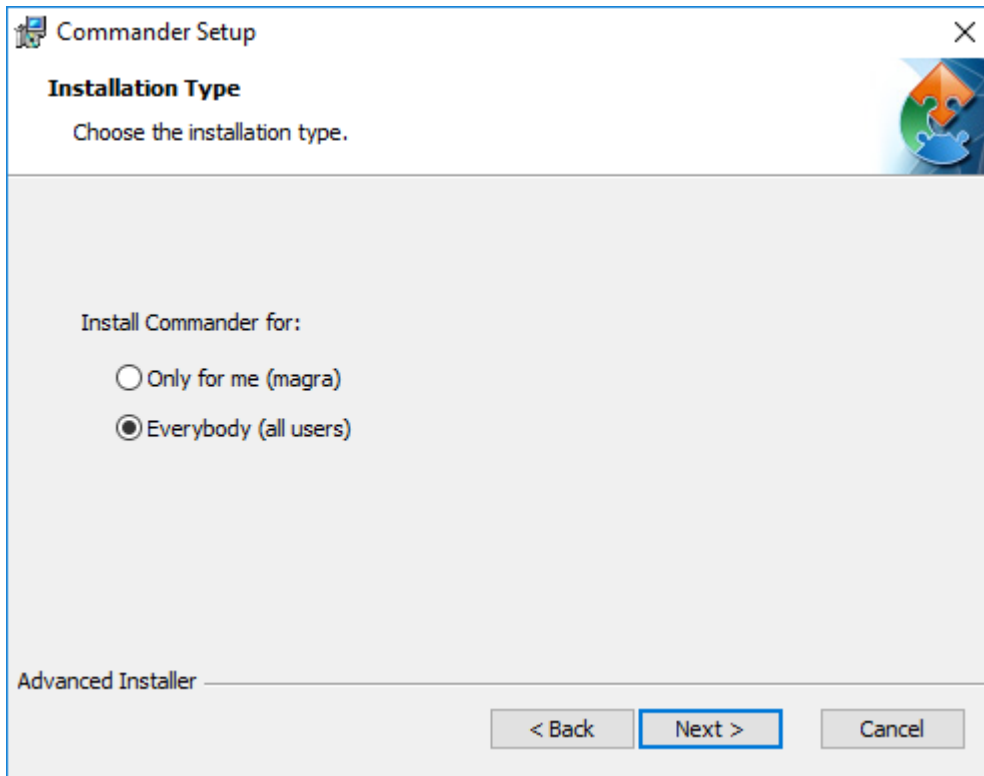 Commander Setup
Installation Type
Choose the installation type.
Install Commander for:
Only for me (magra)
Everybody (all users)
Advanced Installer
< Back Next > Cancel